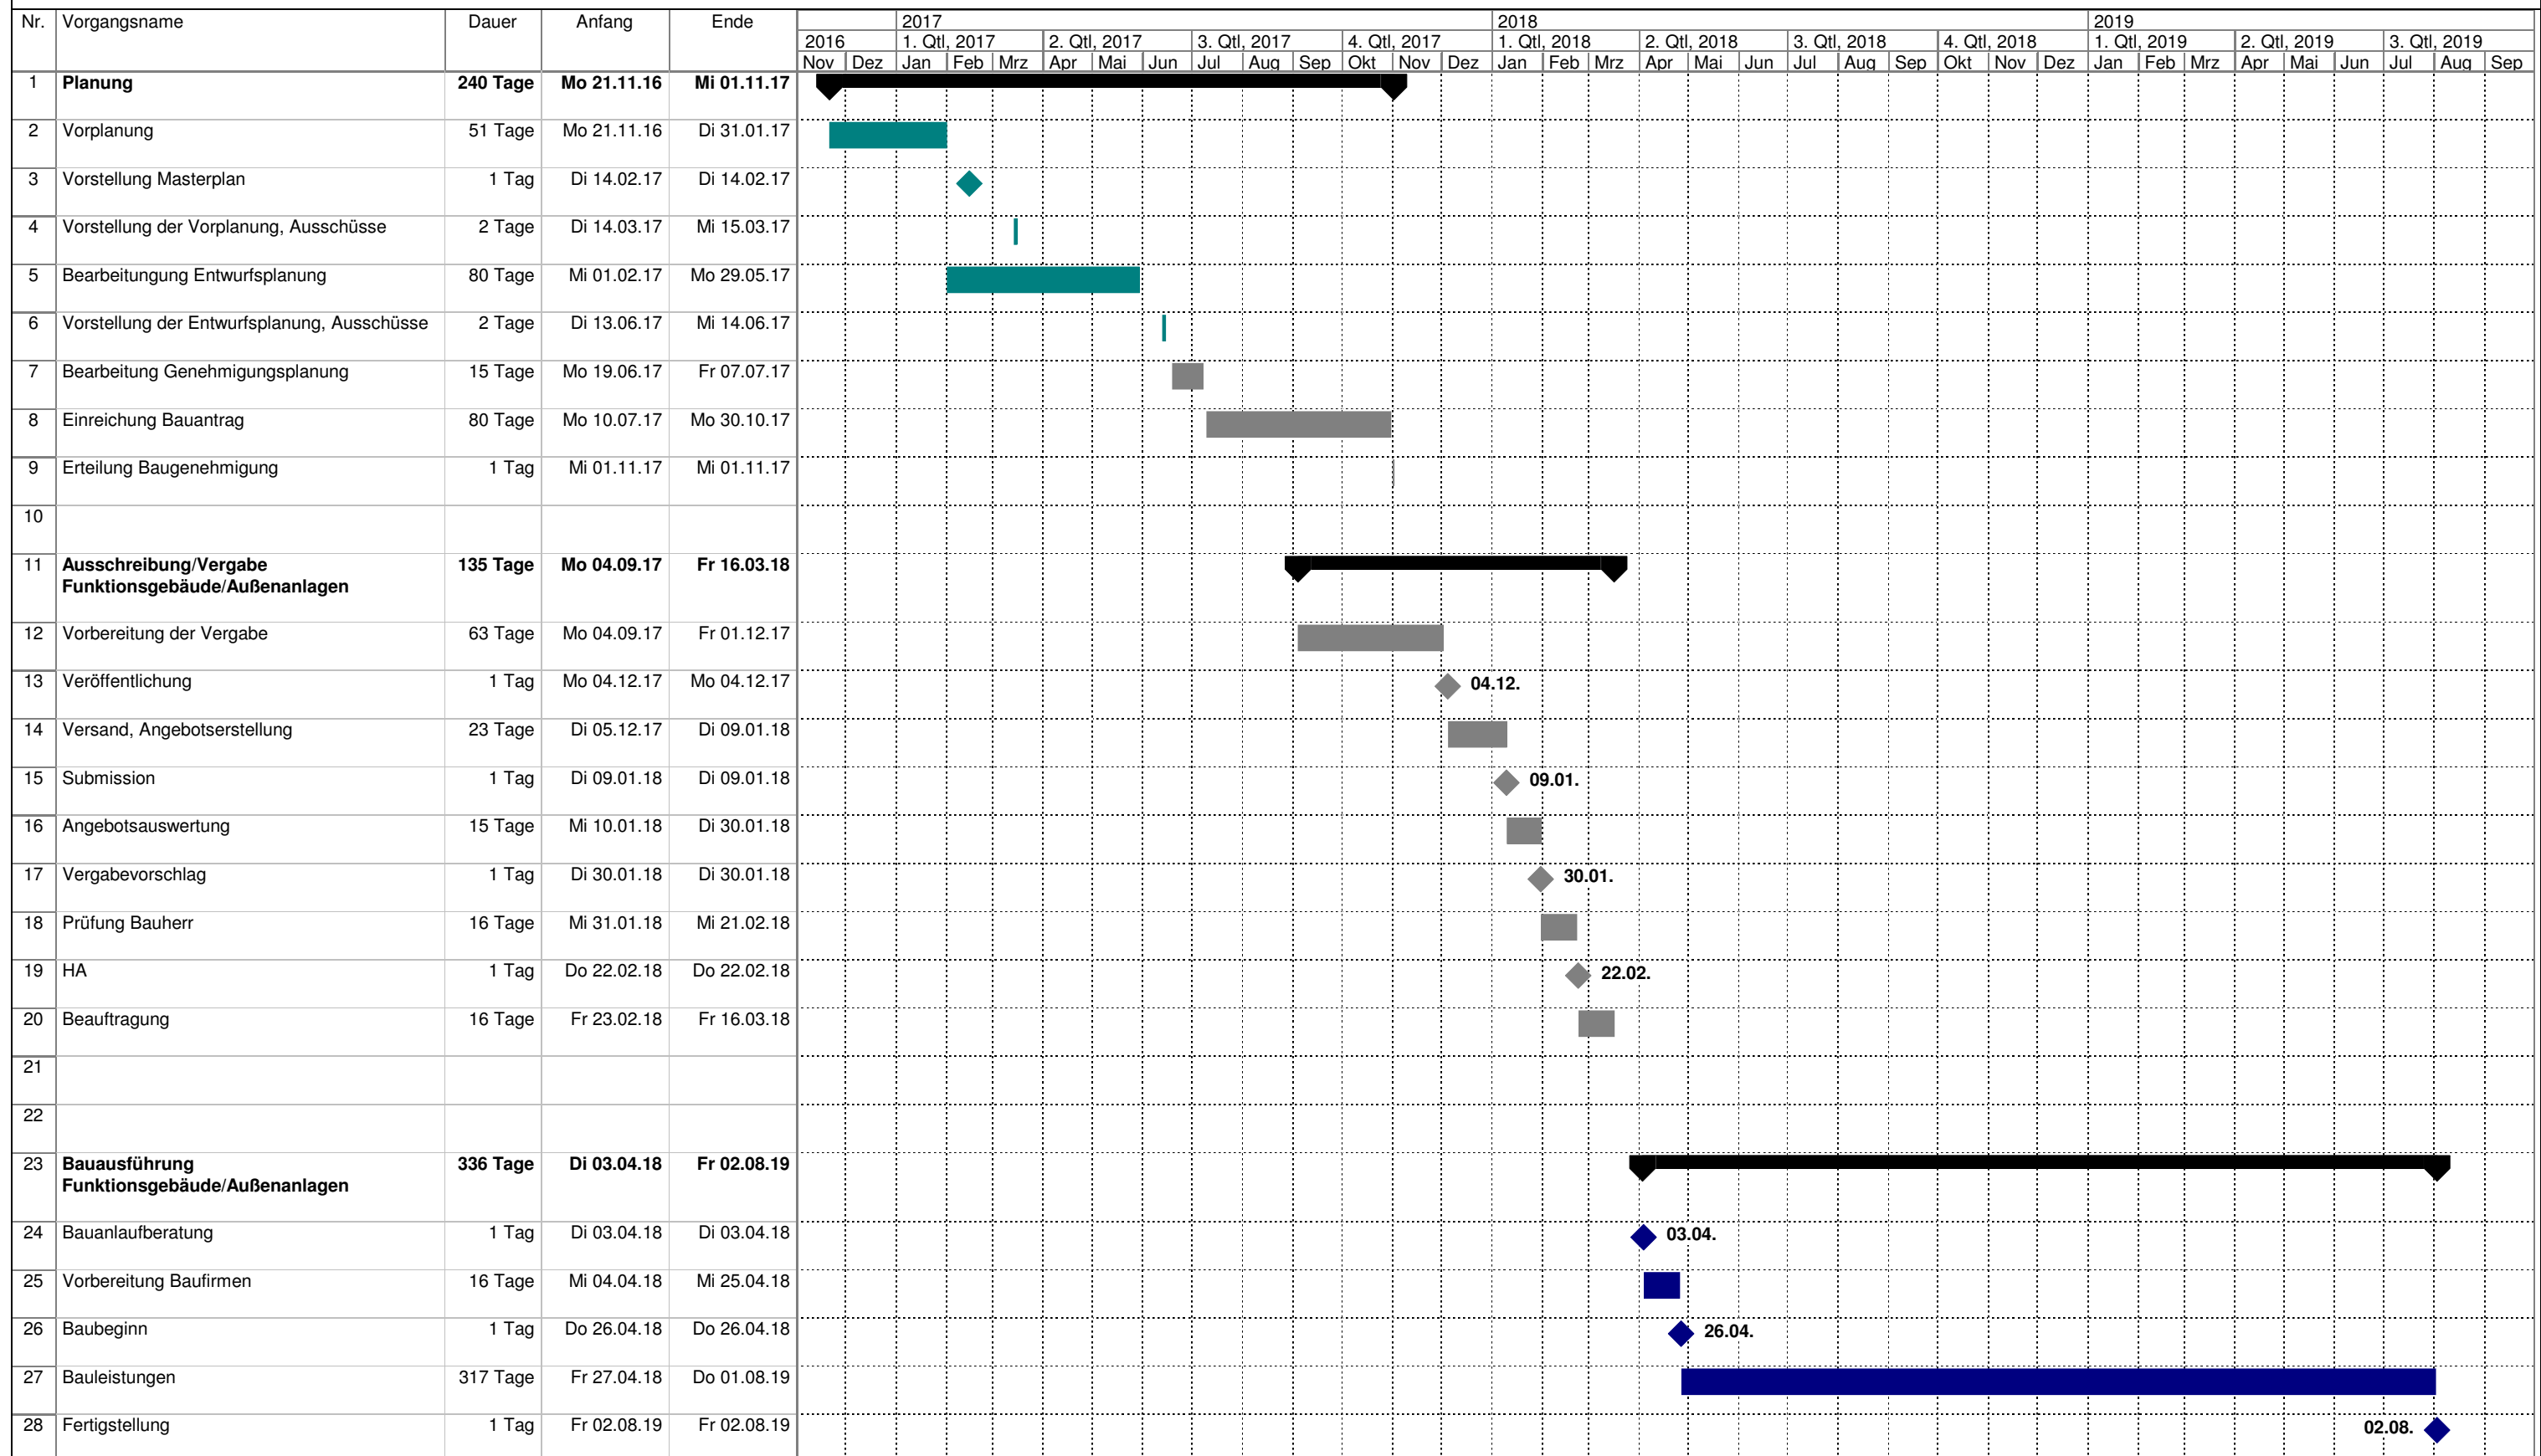 2017 2018 2019
Nr. Vorgangsname Dauer Anfang Ende
2016 1. Qtl, 2017 2. Qtl, 2017 3. Qtl, 2017 4. Qtl, 2017 1. Qtl, 2018 2. Qtl, 2018 3. Qtl, 2018 4. Qtl, 2018 1. Qtl, 2019 2. Qtl, 2019 3. Qtl, 2019
Nov Dez Jan Feb Mrz Apr Mai Jun Jul Aug Sep Okt Nov Dez Jan Feb Mrz Apr Mai Jun Jul Aug Sep Okt Nov Dez Jan Feb Mrz Apr Mai Jun Jul Aug Sep
1 Planung 240 Tage Mo 21.11.16 Mi 01.11.17
2 Vorplanung 51 Tage Mo 21.11.16 Di 31.01.17
3 Vorstellung Masterplan 1 Tag Di 14.02.17 Di 14.02.17
4 Vorstellung der Vorplanung, Ausschüsse 2 Tage Di 14.03.17 Mi 15.03.17
5 Bearbeitungung Entwurfsplanung 80 Tage Mi 01.02.17 Mo 29.05.17
6 Vorstellung der Entwurfsplanung, Ausschüsse 2 Tage Di 13.06.17 Mi 14.06.17
7 Bearbeitung Genehmigungsplanung 15 Tage Mo 19.06.17 Fr 07.07.17
8 Einreichung Bauantrag 80 Tage Mo 10.07.17 Mo 30.10.17
9 Erteilung Baugenehmigung 1 Tag Mi 01.11.17 Mi 01.11.17
10
11 Ausschreibung/Vergabe 135 Tage Mo 04.09.17 Fr 16.03.18
Funktionsgebäude/Außenanlagen
12 Vorbereitung der Vergabe 63 Tage Mo 04.09.17 Fr 01.12.17
13 Veröffentlichung 1 Tag Mo 04.12.17 Mo 04.12.17 04.12.
14 Versand, Angebotserstellung 23 Tage Di 05.12.17 Di 09.01.18
15 Submission 1 Tag Di 09.01.18 Di 09.01.18 09.01.
16 Angebotsauswertung 15 Tage Mi 10.01.18 Di 30.01.18
17 Vergabevorschlag 1 Tag Di 30.01.18 Di 30.01.18 30.01.
18 Prüfung Bauherr 16 Tage Mi 31.01.18 Mi 21.02.18
19 HA 1 Tag Do 22.02.18 Do 22.02.18 22.02.
20 Beauftragung 16 Tage Fr 23.02.18 Fr 16.03.18
21
22
23 Bauausführung 336 Tage Di 03.04.18 Fr 02.08.19
Funktionsgebäude/Außenanlagen
24 Bauanlaufberatung 1 Tag Di 03.04.18 Di 03.04.18 03.04.
25 Vorbereitung Baufirmen 16 Tage Mi 04.04.18 Mi 25.04.18
26 Baubeginn 1 Tag Do 26.04.18 Do 26.04.18 26.04.
27 Bauleistungen 317 Tage Fr 27.04.18 Do 01.08.19
28 Fertigstellung 1 Tag Fr 02.08.19 Fr 02.08.19 02.08.